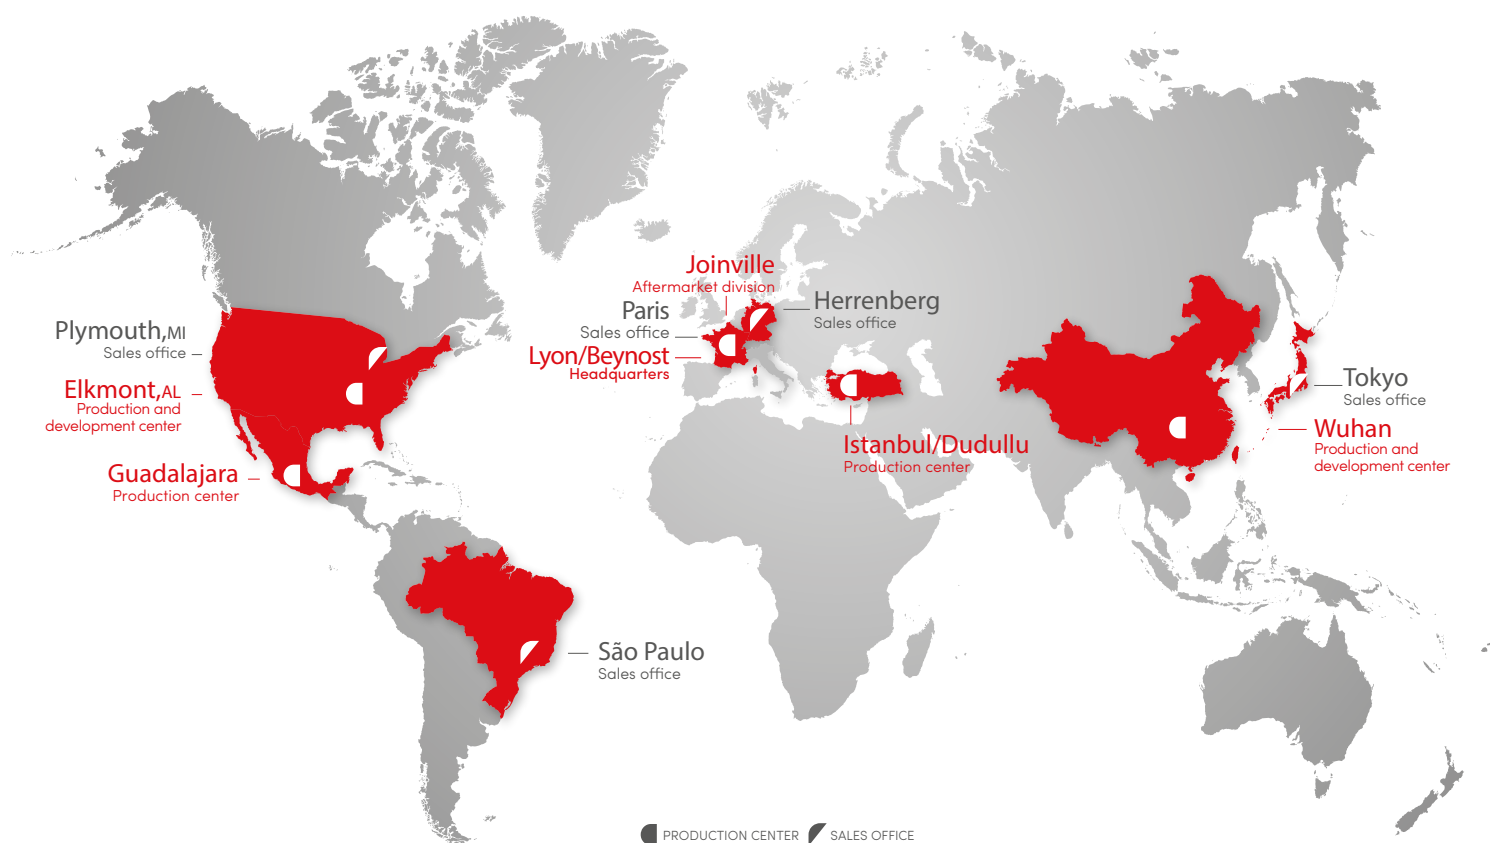 Joinville
Aftermarket division
Paris
Sales office
Lyon/Beynost
Headquarters
Herrenberg
Sales office
Plymouth,MI
Sales office
Elkmont,AL
Production and
development center
Guadalajara
Production center
Istanbul/Dudullu
Production center
Tokyo
Sales office
Wuhan
Production and
development center
São Paulo
Sales office
PRODUCTION CENTER SALES OFFICE